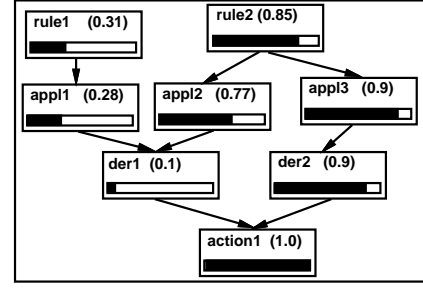 rule1 (0.31)
rule2 (0.85)
appl1 (0.28)
appl2 (0.77)
appl3 (0.9)
der1 (0.1)
der2 (0.9)
action1 (1.0)